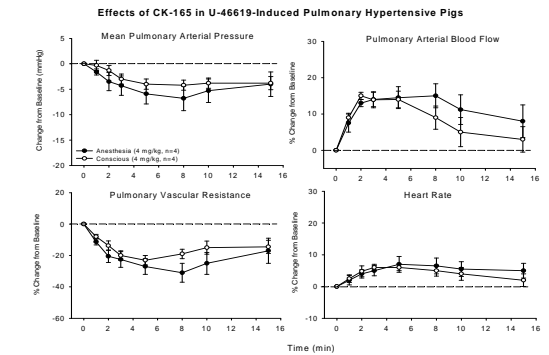 Effects of CK-165 in U-46619-Induced Pulmonary Hypertensive Pigs
Mean Pulmonary Arterial Pressure
Change from Baseline (mmHg)
5
0
-5
-10
-15
-20
Anesthesia (4 mg/kg, n=4)
Conscious (4 mg/kg, n=4)
0 2 4 6 8 10 12 14 16
Pulmonary Arterial Blood Flow
% Change from Baseline
30
20
10
0
0 2 4 6 8 10 12 14 16
Pulmonary Vascular Resistance
% Change from Baseline
20
0
-20
-40
-60
0 2 4 6 8 10 12 14 16
Heart Rate
% Change from Baseline
30
20
10
0
-10
0 2 4 6 8 10 12 14 16
Time (min)